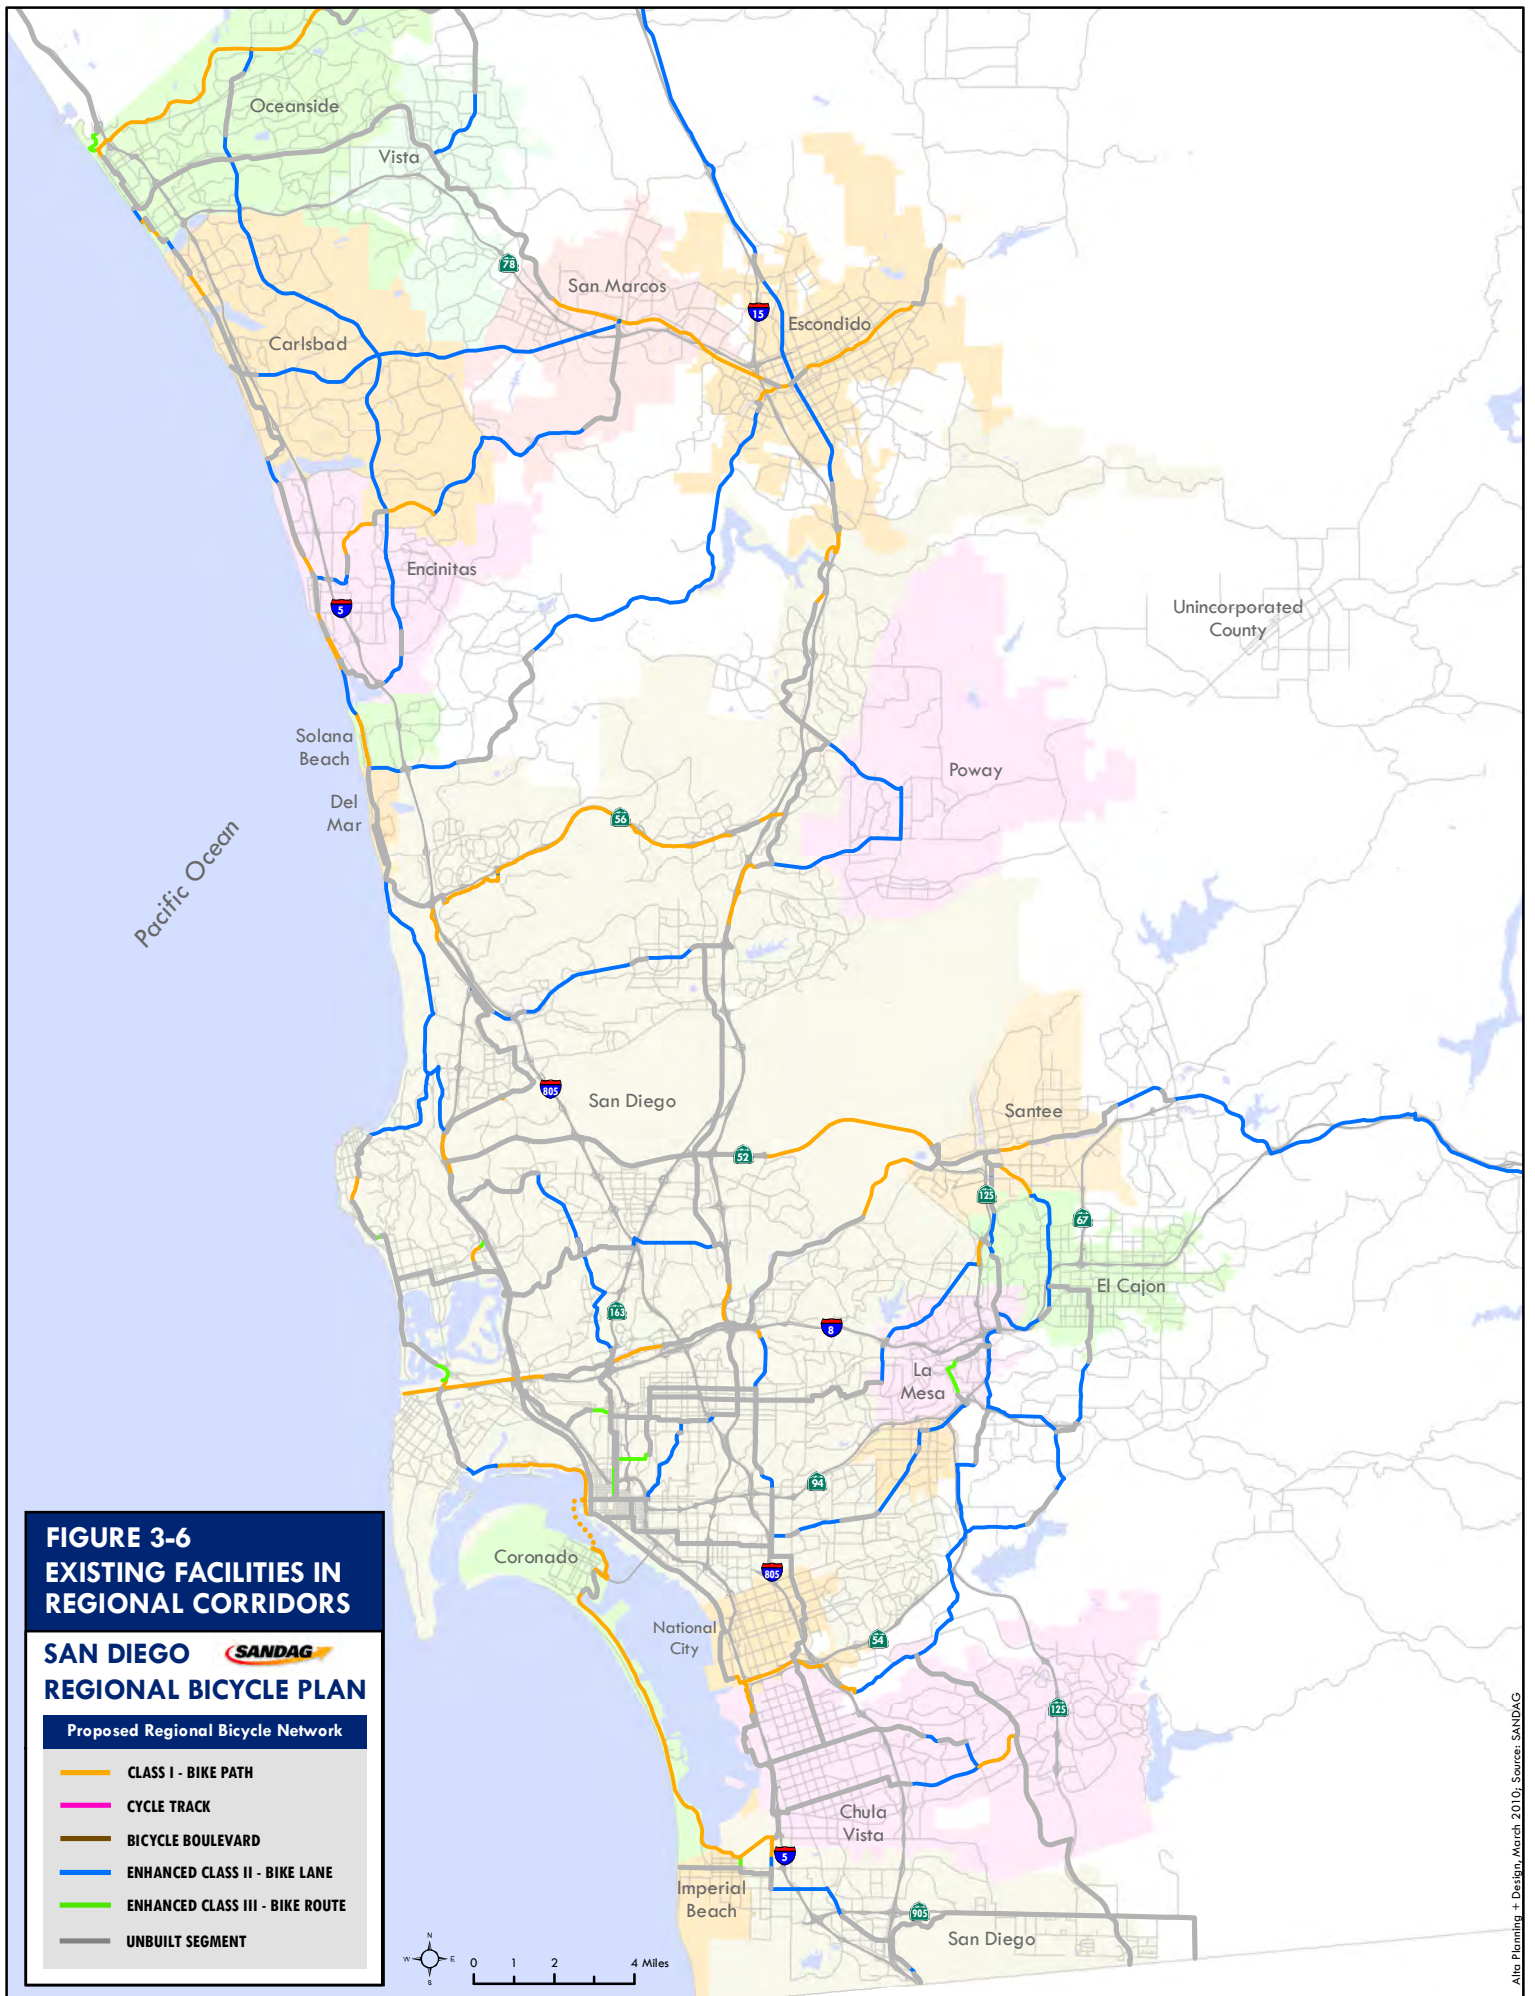 Oceanside
Vista
78
San Marcos
15
Escondido
Carlsbad
Encinitas
5
Unincorporated
County
Solana
Beach
Del
Mar
Poway
56
Pacific Ocean
805
San Diego
Santee
52
125
67
El Cajon
163
8
La
Mesa
94
Coronado
805
National
City
54
125
Chula
Vista
5
Imperial
Beach
905
San Diego
FIGURE 3-6
EXISTING FACILITIES IN
REGIONAL CORRIDORS
SAN DIEGO SANDAG
REGIONAL BICYCLE PLAN
Proposed Regional Bicycle Network
CLASS I - BIKE PATH
CYCLE TRACK
BICYCLE BOULEVARD
ENHANCED CLASS II - BIKE LANE
ENHANCED CLASS III - BIKE ROUTE
UNBUILT SEGMENT
N
W E
S
0 1 2 4 Miles
Alta Planning + Design, March 2010; Source: SANDAG